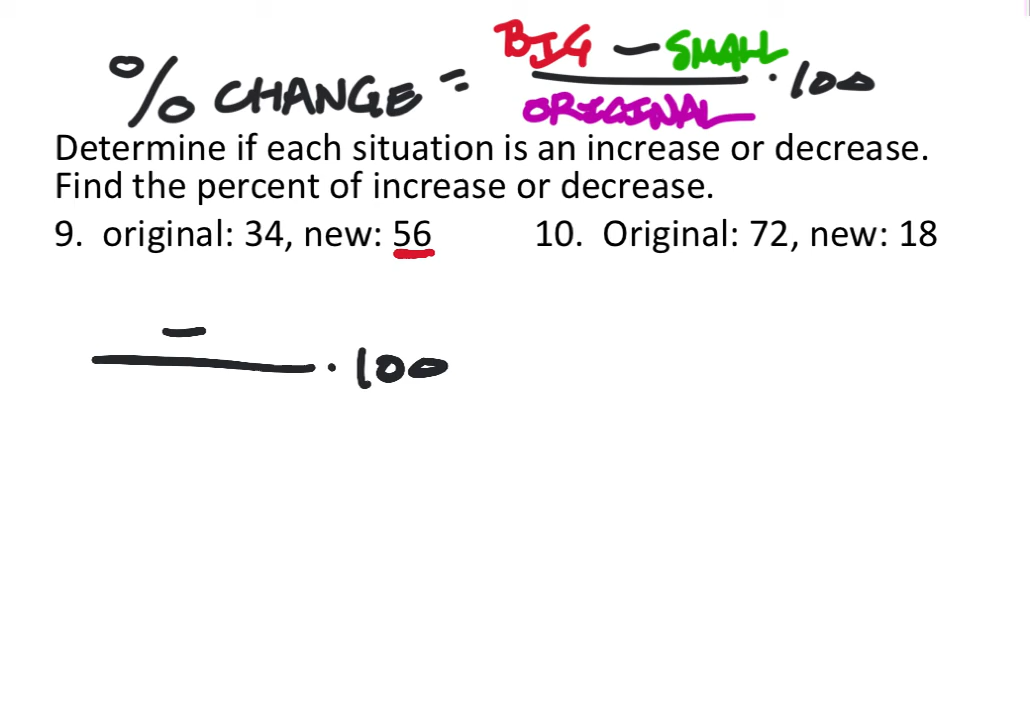 % CHANGE = BIG - SMALL / ORIGINAL · 100
Determine if each situation is an increase or decrease.
Find the percent of increase or decrease.
9. original: 34, new: 56
10. Original: 72, new: 18
— · 100